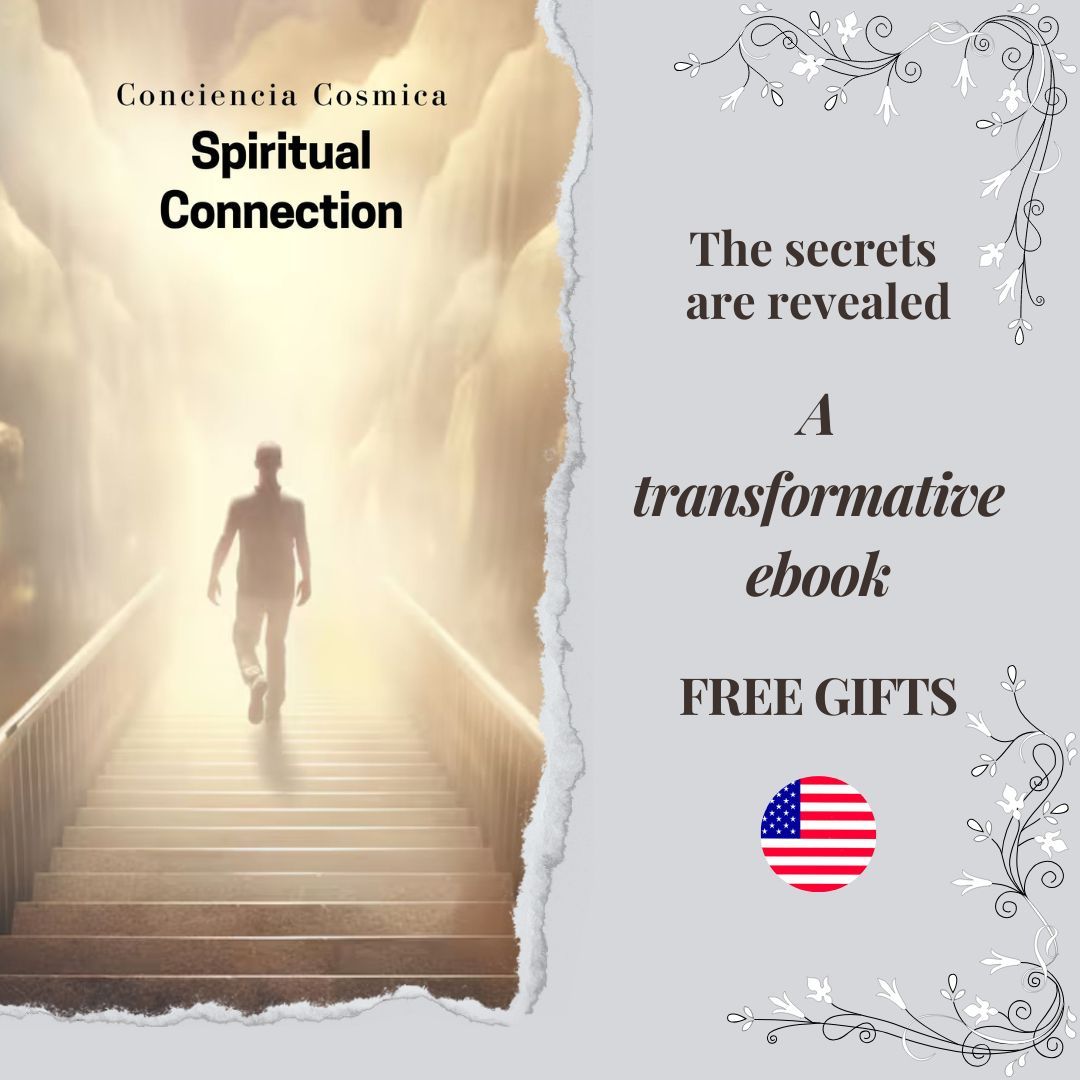 Conciencia Cosmica
Spiritual
Connection
The secrets
are revealed
A
transformative
ebook
FREE GIFTS